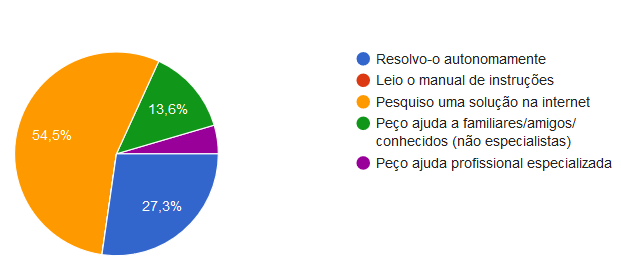 Resolvo-o autonomamente
Leio o manual de instruções
Pesquiso uma solução na internet
Peço ajuda a familiares/amigos/
conhecidos (não especialistas)
Peço ajuda profissional especializada
13,6%
54,5%
27,3%